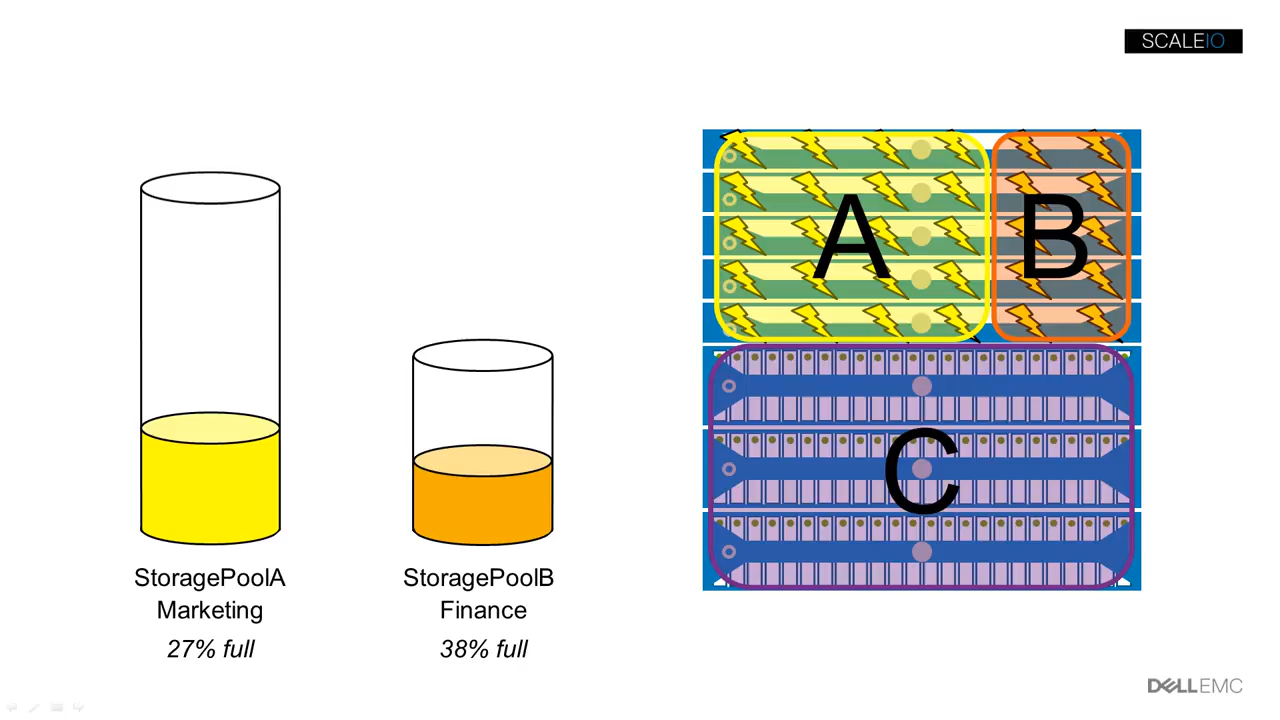 SCALEIO
A
B
C
StoragePoolA
Marketing
27% full
StoragePoolB
Finance
38% full
DELLEMC